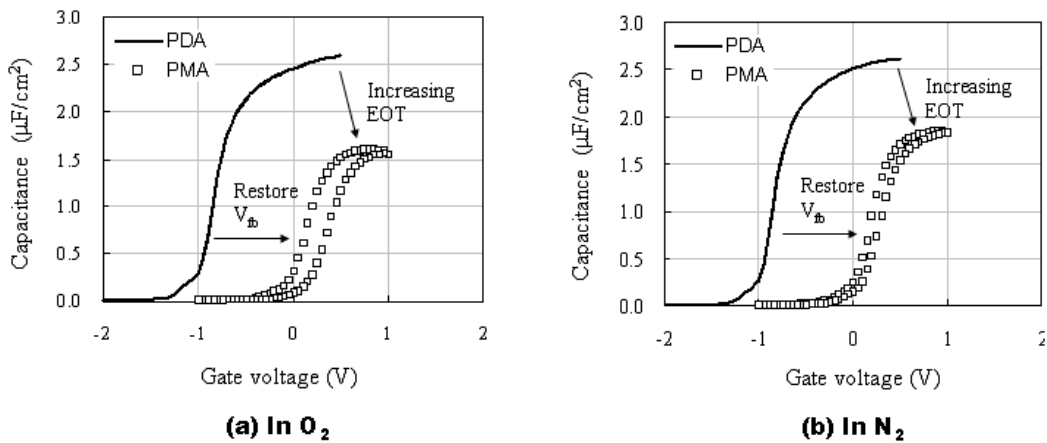 3.0
2.5
2.0
1.5
1.0
0.5
0.0
Capacitance (μF/cm²)
PDA
PMA
Increasing
EOT
Restore
V_fb
-2
-1
0
1
2
Gate voltage (V)
(a) In O₂
3.0
2.5
2.0
1.5
1.0
0.5
0.0
Capacitance (μF/cm²)
PDA
PMA
Increasing
EOT
Restore
V_fb
-2
-1
0
1
2
Gate voltage (V)
(b) In N₂